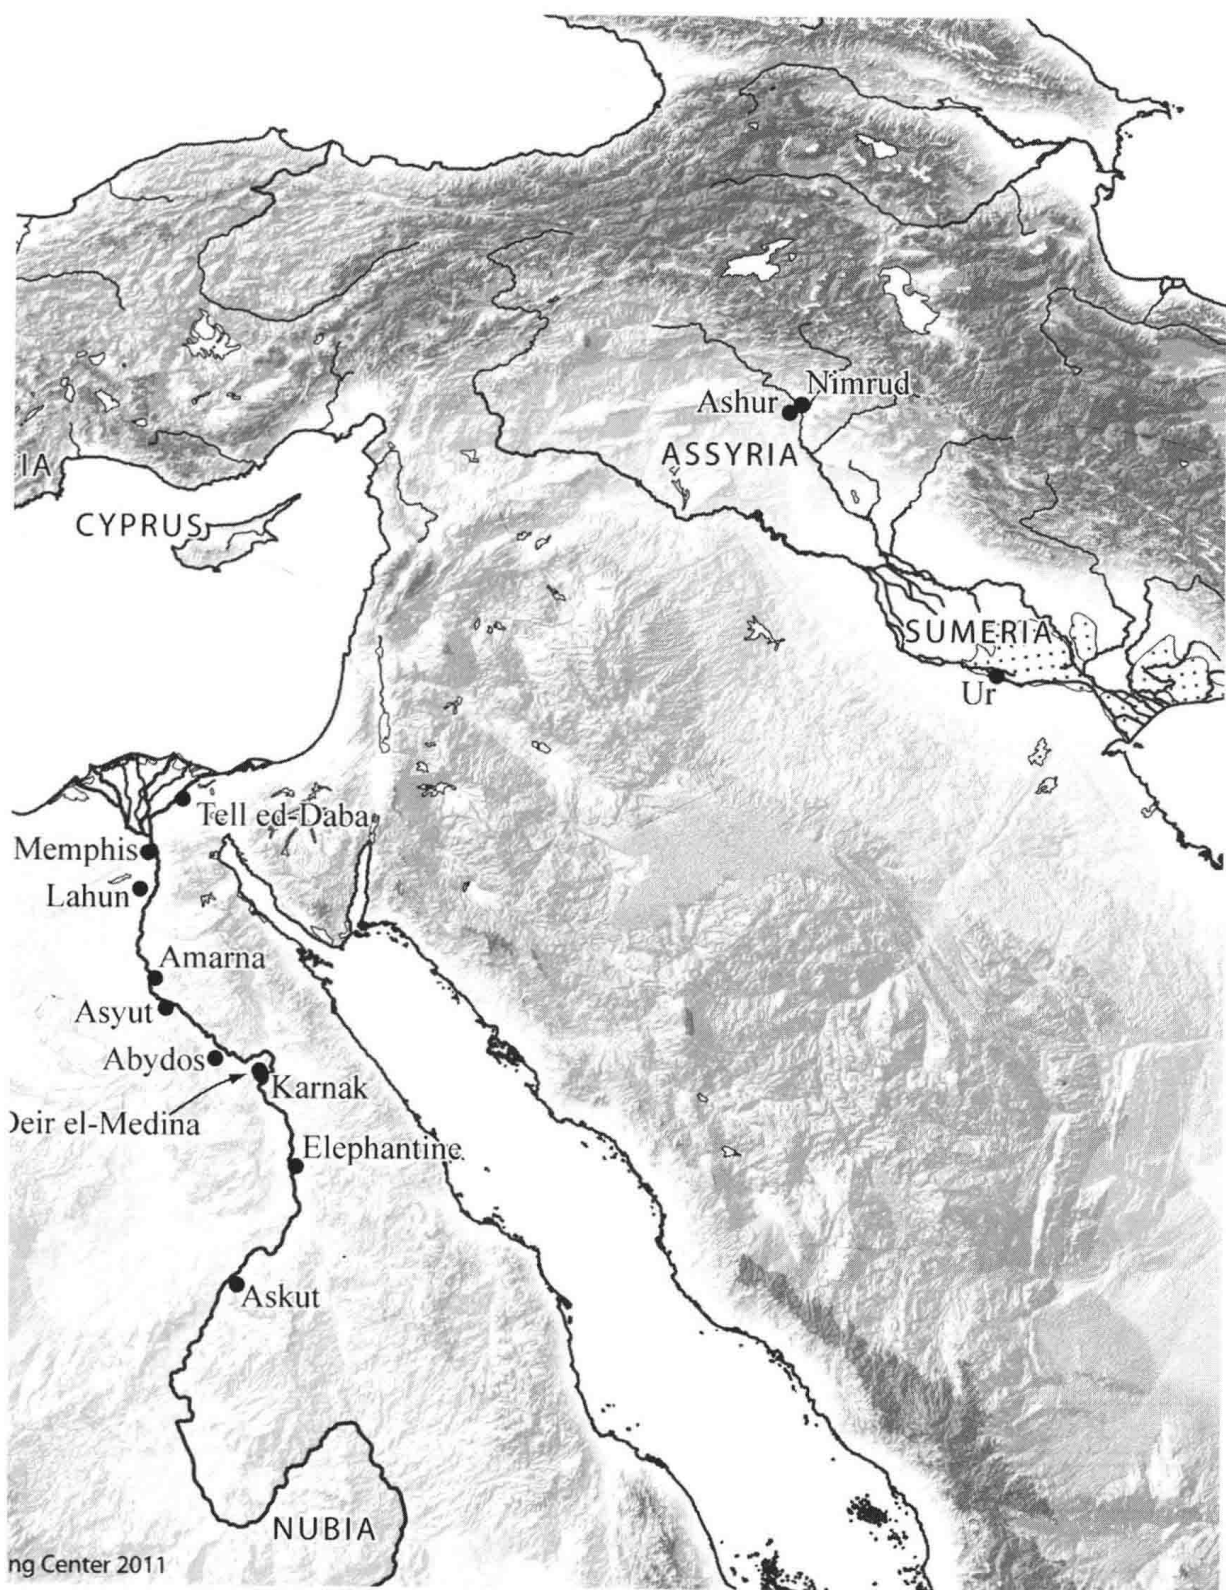 Nimrud
Ashur
ASSYRIA
IA
CYPRUS
SUMERIA
Ur
Tell ed-Daba
Memphis
Lahun
Amarna
Asyut
Abydos
Karnak
Deir el-Medina
Elephantine
Askut
NUBIA
ng Center 2011